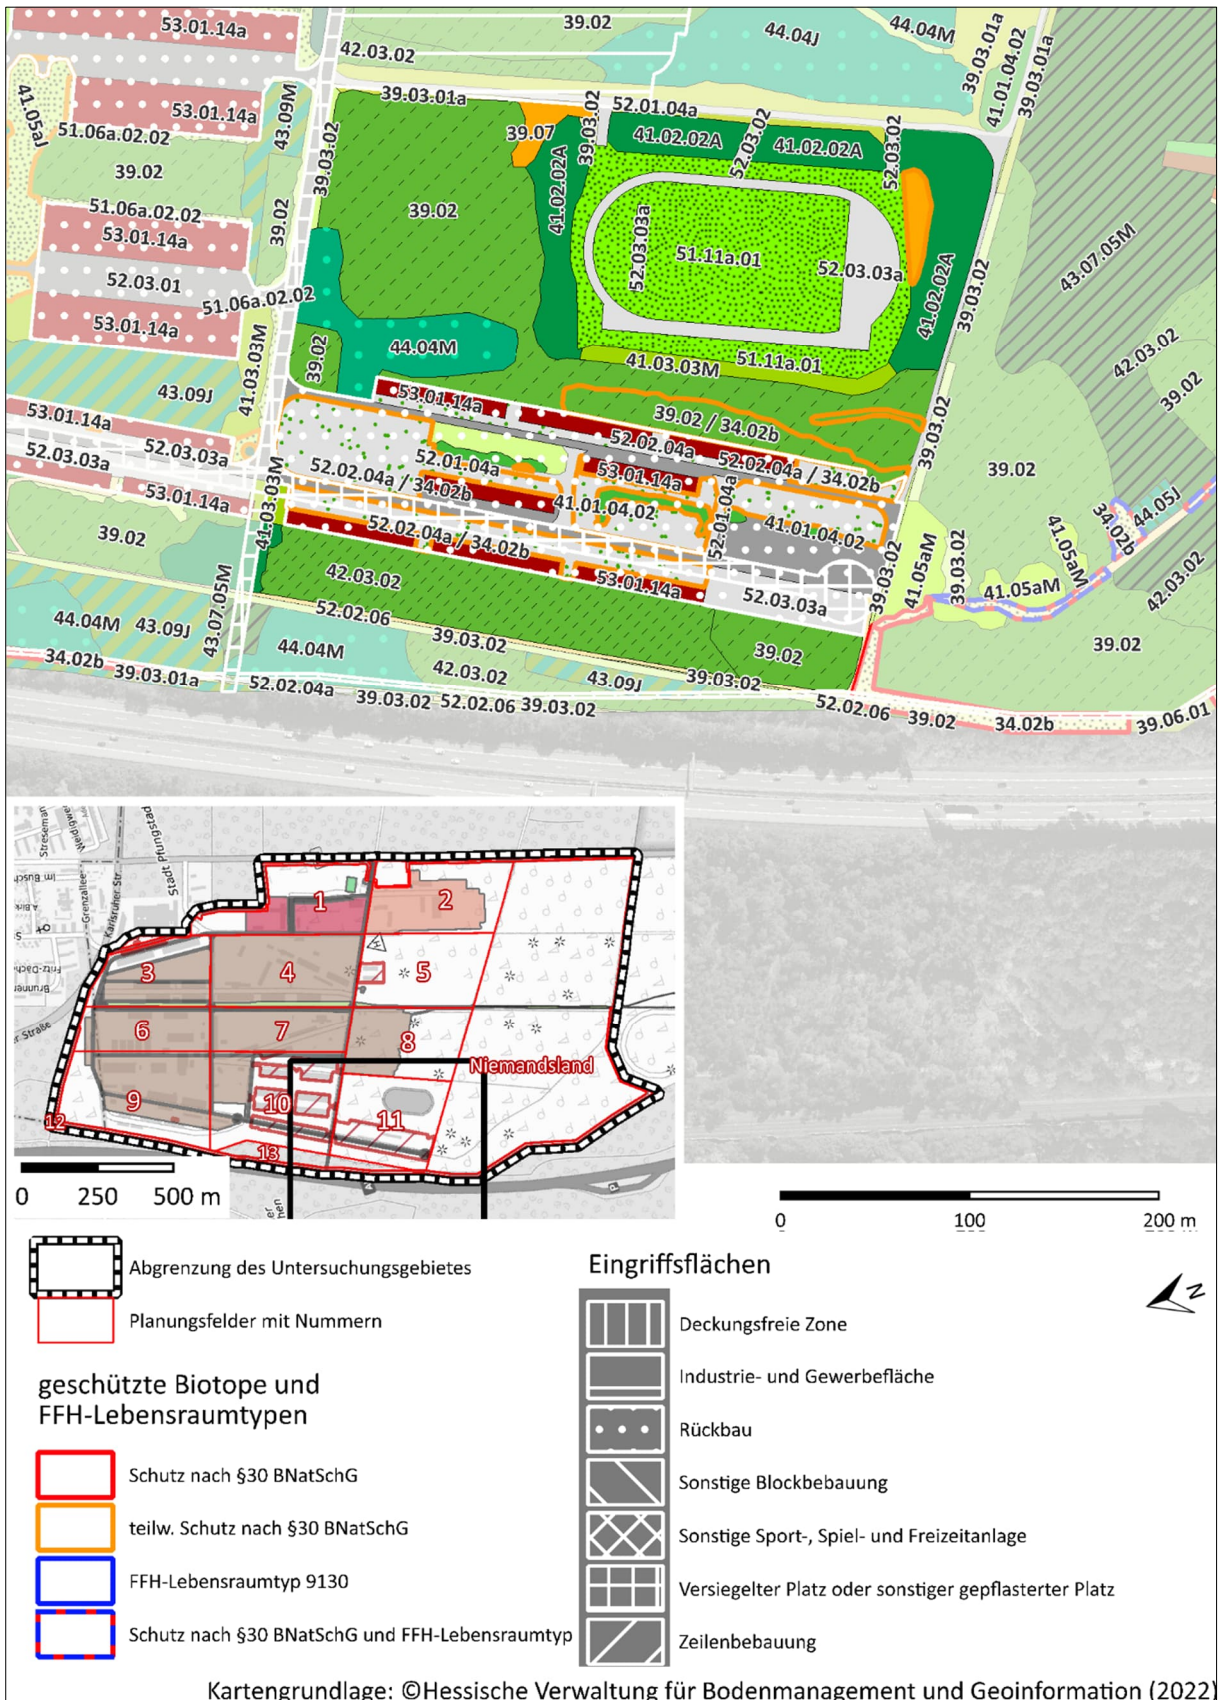 53.01.14a
39.02
44.04J
44.04M
39.03.01a
41.01.04.02
39.03.01a
42.03.02
41.05aJ
53.01.14a
43.09M
39.03.01a
39.03.02
52.01.04a
52.03.02
51.06a.02.02
39.03.02
39.07
41.02.02A
41.02.02A
41.02.02A
52.03.02
39.02
51.06a.02.02
53.01.14a
39.02
39.02
52.03.03a
51.11a.01
52.03.03a
41.02.02A
39.03.02
43.07.05M
52.03.01
51.06a.02.02
53.01.14a
41.03.03M
39.02
44.04M
41.03.03M
51.11a.01
42.03.02
39.02
43.09J
53.01.14a
52.03.03a
52.03.03a
53.01.14a
39.02 / 34.02b
52.02.04a
52.02.04a / 34.02b
39.03.02
52.01.04a
52.02.04a / 34.02b
53.01.14a
41.01.04.02
52.01.04a
41.01.04.02
39.02
34.02b
44.05J
53.01.14a
41.03.03M
52.02.04a / 34.02b
39.02
42.03.02
53.01.14a
52.03.03a
39.03.02
41.05aM
39.03.02
41.05aM
41.05aM
42.03.02
43.07.05M
52.02.06
39.03.02
39.02
39.02
44.04M
43.09J
44.04M
42.03.02
43.09J
39.03.02
34.02b
39.03.01a
52.02.04a
39.03.02
52.02.06
39.03.02
52.02.06
39.02
34.02b
39.06.01
Stadt Pfungstad
Grenzallee
Karlsruher Str.
Im Busch
Fritz-Däch
Brunner
er Straße
1
2
3
4
5
6
7
8
Niemandsland
9
10
11
12
13
0 250 500 m
0 100 200 m
Abgrenzung des Untersuchungsgebietes
Planungsfelder mit Nummern
geschützte Biotope und
FFH-Lebensraumtypen
Schutz nach §30 BNatSchG
teilw. Schutz nach §30 BNatSchG
FFH-Lebensraumtyp 9130
Schutz nach §30 BNatSchG und FFH-Lebensraumtyp
Eingriffsflächen
Deckungsfreie Zone
Industrie- und Gewerbefläche
Rückbau
Sonstige Blockbebauung
Sonstige Sport-, Spiel- und Freizeitanlage
Versiegelter Platz oder sonstiger gepflasterter Platz
Zeilenbebauung
N
Kartengrundlage: ©Hessische Verwaltung für Bodenmanagement und Geoinformation (2022)